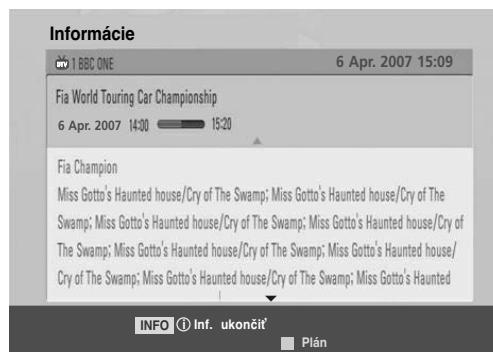 Informácie
DTV 1 BBC ONE 6 Apr. 2007 15:09
Fia World Touring Car Championship
6 Apr. 2007 14:00 15:20
Fia Champion
Miss Gotto's Haunted house/Cry of The Swamp; Miss Gotto's Haunted house/Cry of The
Swamp; Miss Gotto's Haunted house/Cry of The Swamp; Miss Gotto's Haunted house/Cry of
The Swamp; Miss Gotto's Haunted house/Cry of The Swamp; Miss Gotto's Haunted house/
Cry of The Swamp; Miss Gotto's Haunted house/Cry of The Swamp; Miss Gotto's Haunted
INFO i Inf. ukončiť
Plán